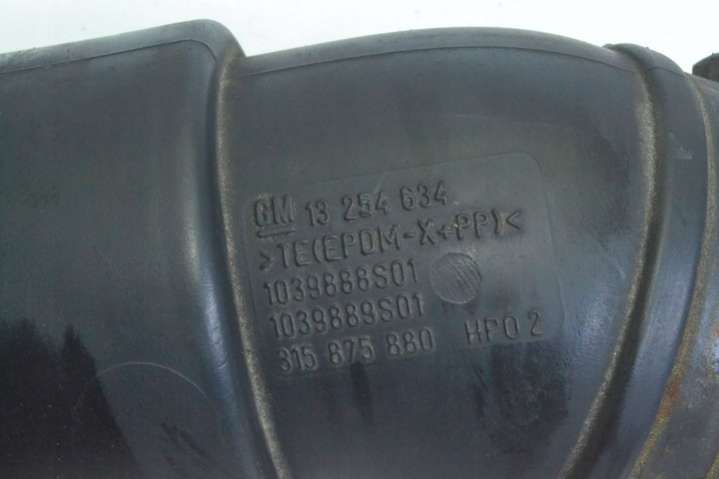 GM 13 254 634
>TE(EPDM-X+PP)<
1039888S01
1039889S01
315 875 880 HPO 2